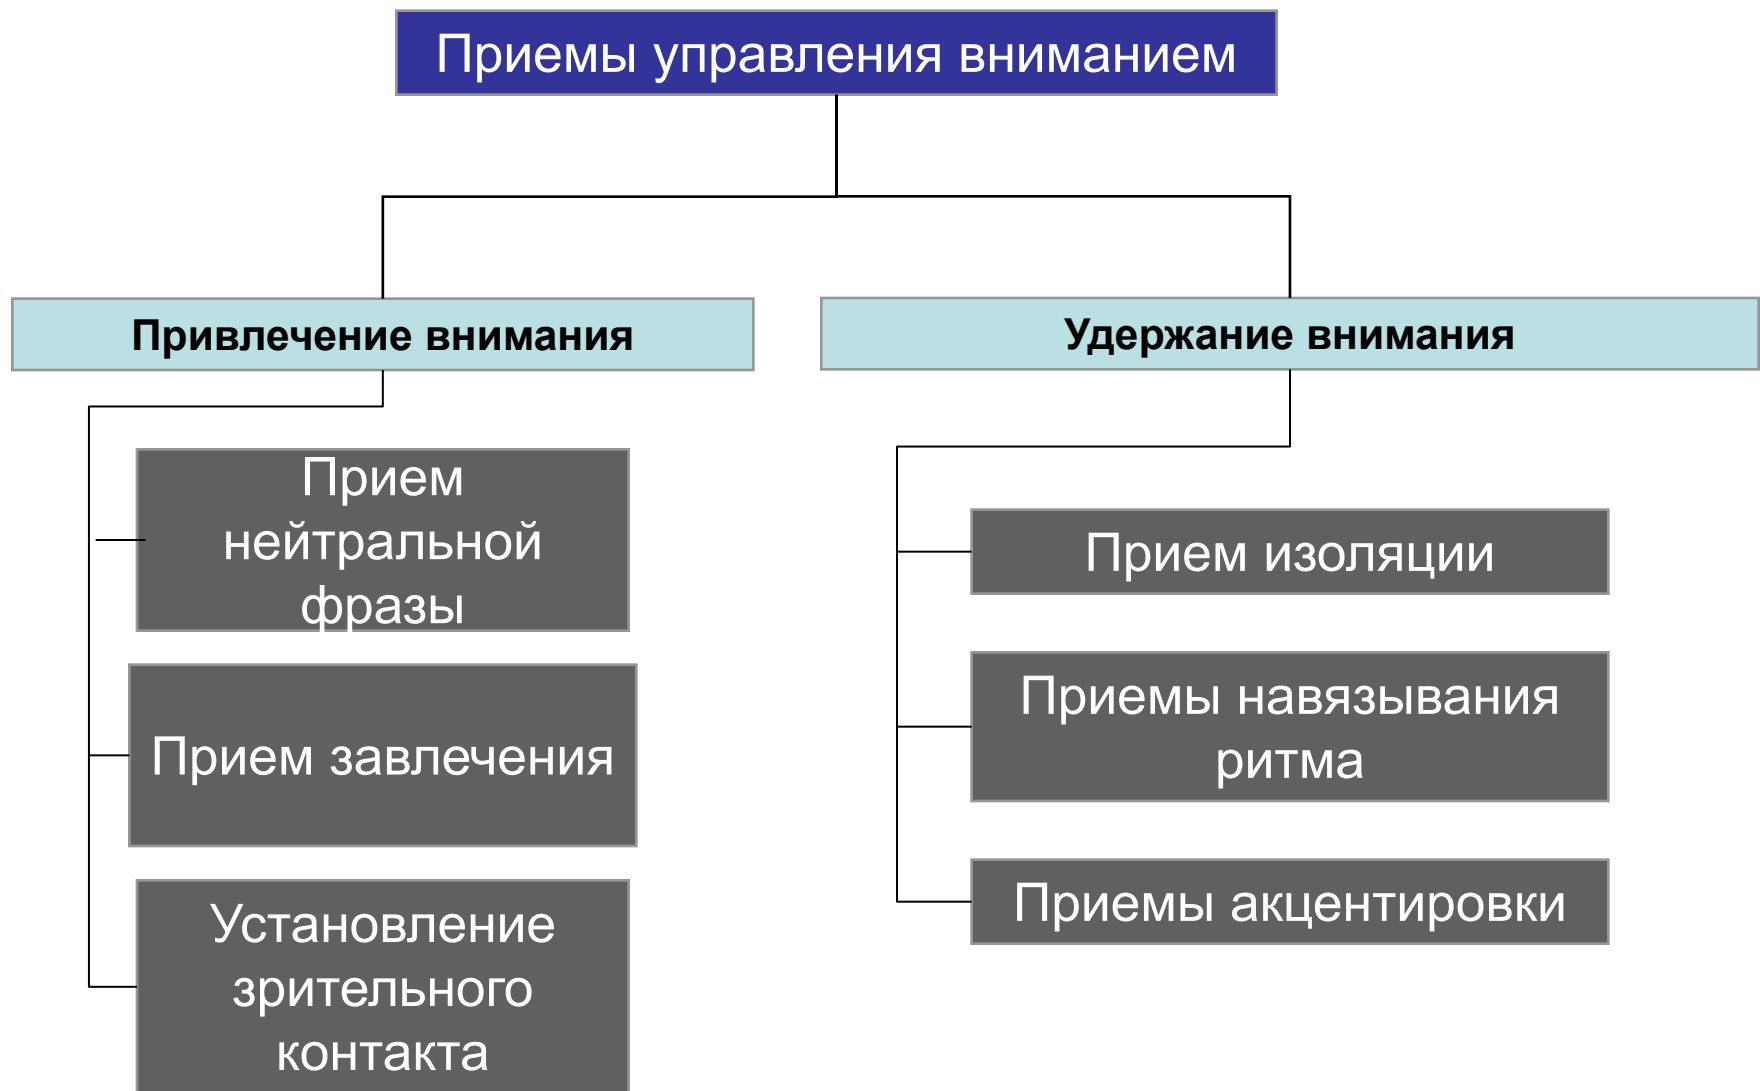 Приемы управления вниманием
Привлечение внимания
Прием
нейтральной
фразы
Прием завлечения
Установление
зрительного
контакта
Удержание внимания
Прием изоляции
Приемы навязывания
ритма
Приемы акцентировки